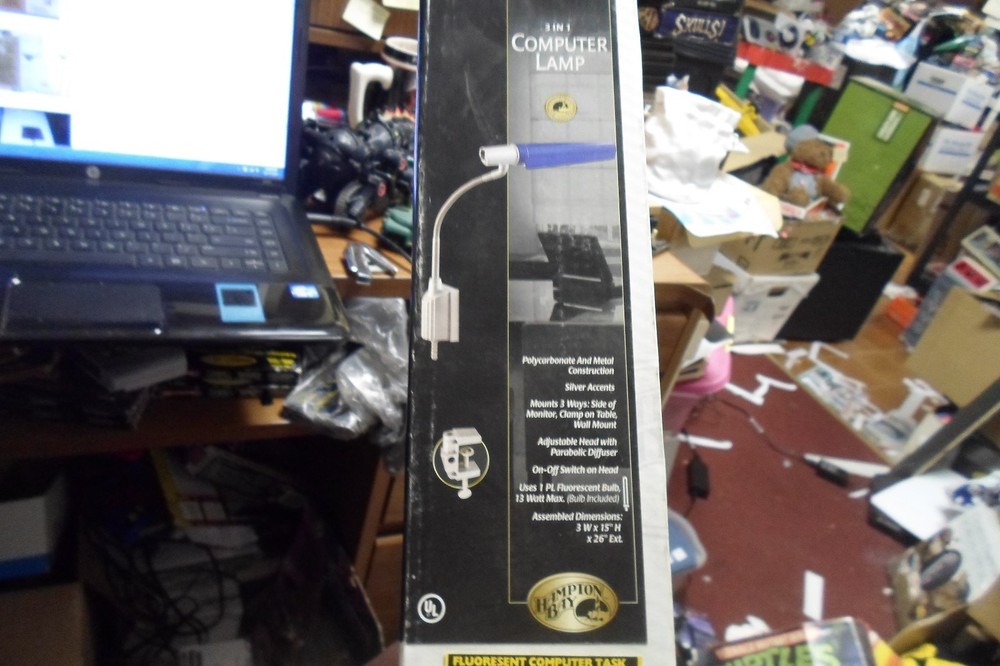 3 IN 1
COMPUTER
LAMP
Polycarbonate And Metal
Construction
Silver Accents
Mounts 3 Ways: Side of
Monitor, Clamp on Table,
Wall Mount
Adjustable Head with
Parabolic Diffuser
On-Off Switch on Head
Uses 1 PL Fluorescent Bulb,
13 Watt Max. (Bulb Included)
Assembled Dimensions:
3 W x 15" H
x 26" Ext.
HAMPTON
BAY
UL
FLUORESENT COMPUTER TASK
SKULLS!
hp